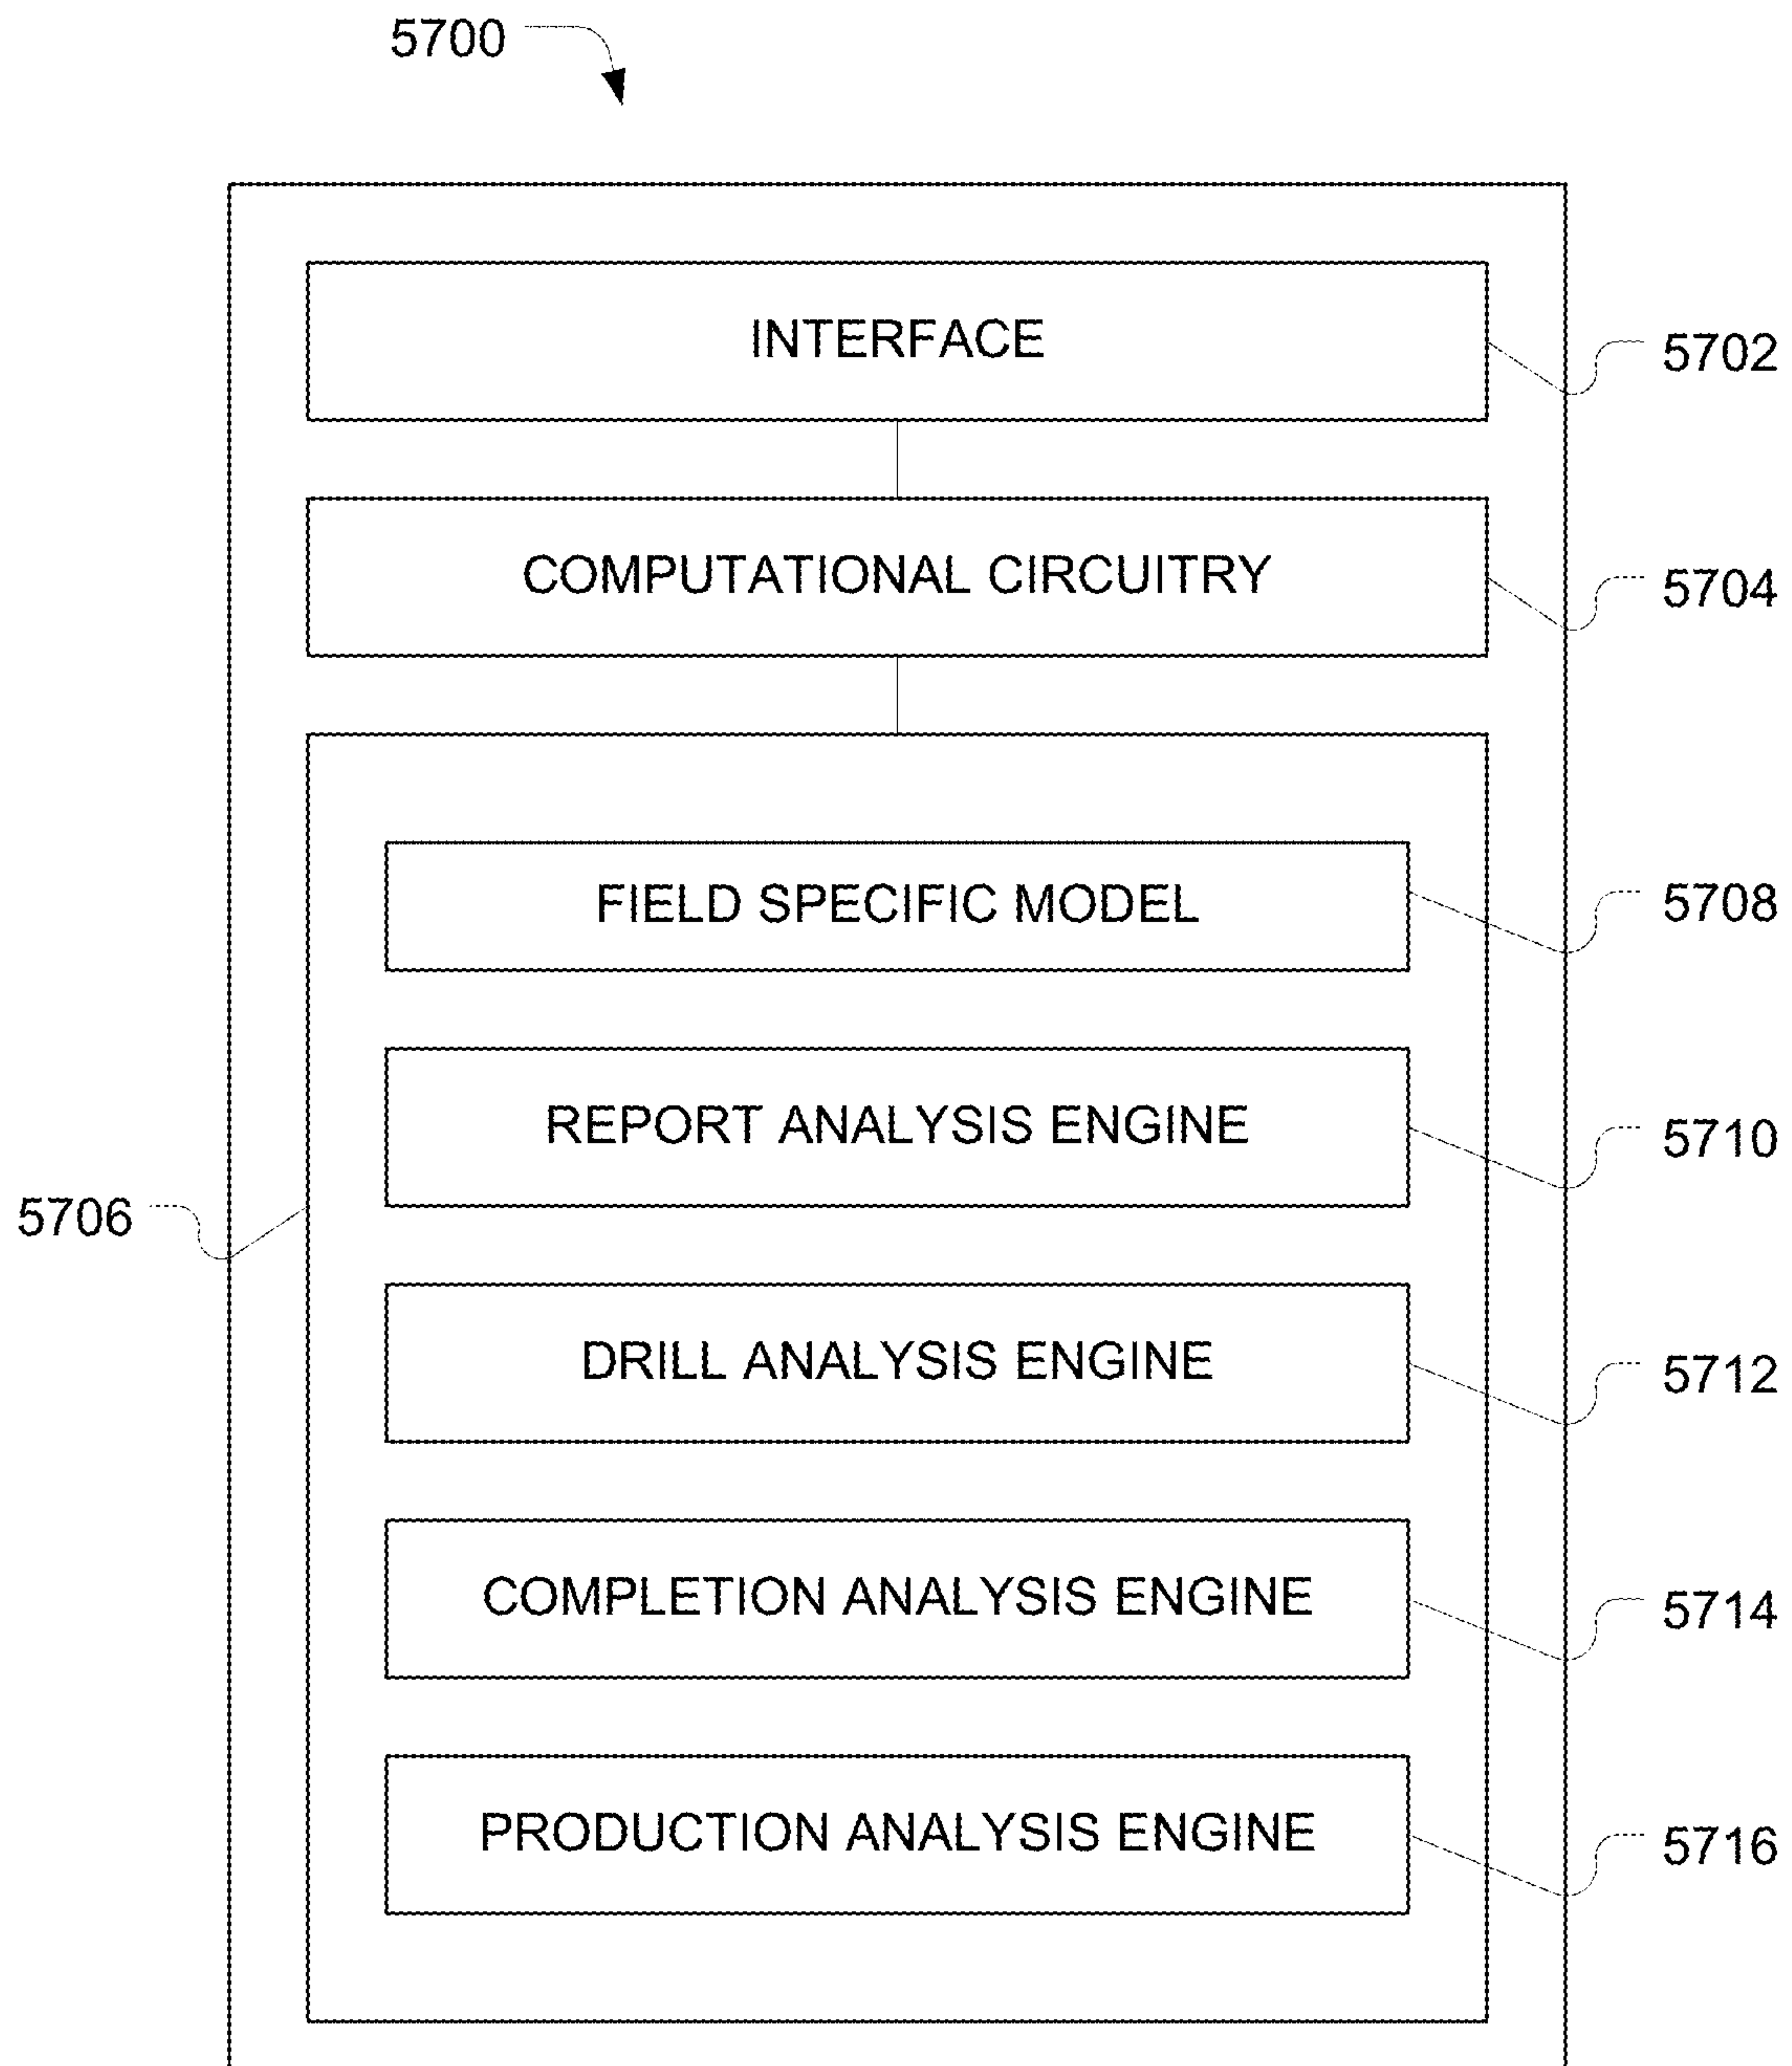 5700
INTERFACE
5702
COMPUTATIONAL CIRCUITRY
5704
FIELD SPECIFIC MODEL
5708
REPORT ANALYSIS ENGINE
5710
5706
DRILL ANALYSIS ENGINE
5712
COMPLETION ANALYSIS ENGINE
5714
PRODUCTION ANALYSIS ENGINE
5716